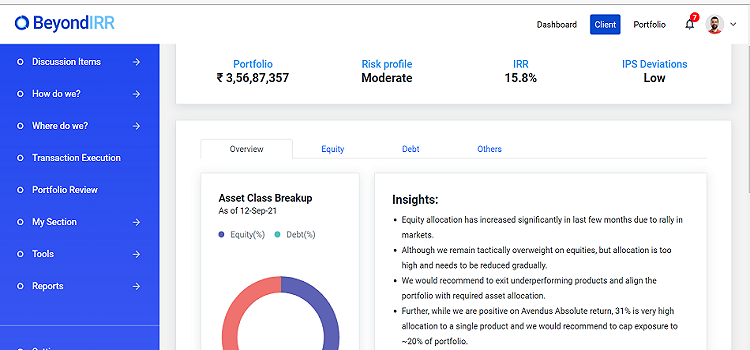 BeyondIRR
Dashboard
Client
Portfolio
7
Discussion Items
How do we?
Where do we?
Transaction Execution
Portfolio Review
My Section
Tools
Reports
Portfolio
₹ 3,56,87,357
Risk profile
Moderate
IRR
15.8%
IPS Deviations
Low
Overview
Equity
Debt
Others
Asset Class Breakup
As of 12-Sep-21
Equity(%)
Debt(%)
Insights:
Equity allocation has increased significantly in last few months due to rally in
markets.
Although we remain tactically overweight on equities, but allocation is too
high and needs to be reduced gradually.
We would recommend to exit underperforming products and align the
portfolio with required asset allocation.
Further, while we are positive on Avendus Absolute return, 31% is very high
allocation to a single product and we would recommend to cap exposure to
~20% of portfolio.